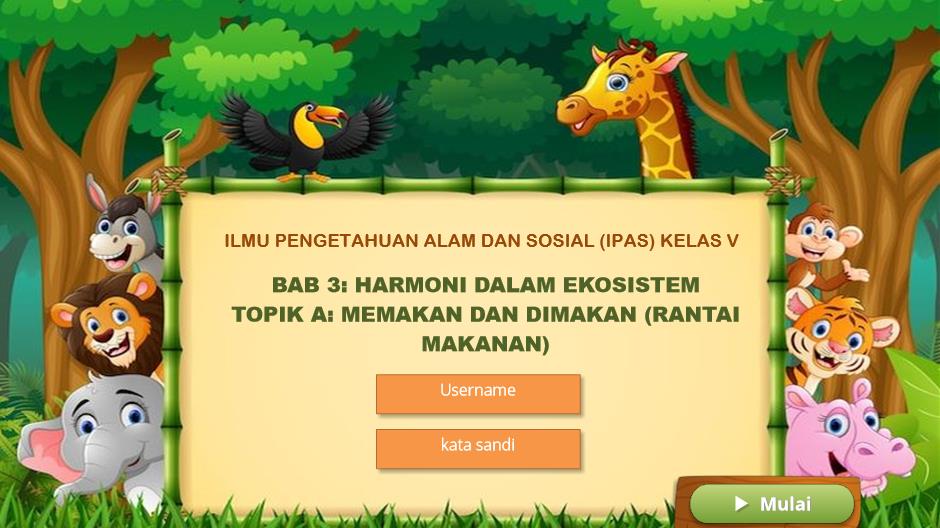 ILMU PENGETAHUAN ALAM DAN SOSIAL (IPAS) KELAS V
BAB 3: HARMONI DALAM EKOSISTEM
TOPIK A: MEMAKAN DAN DIMAKAN (RANTAI
MAKANAN)
Username
kata sandi
Mulai